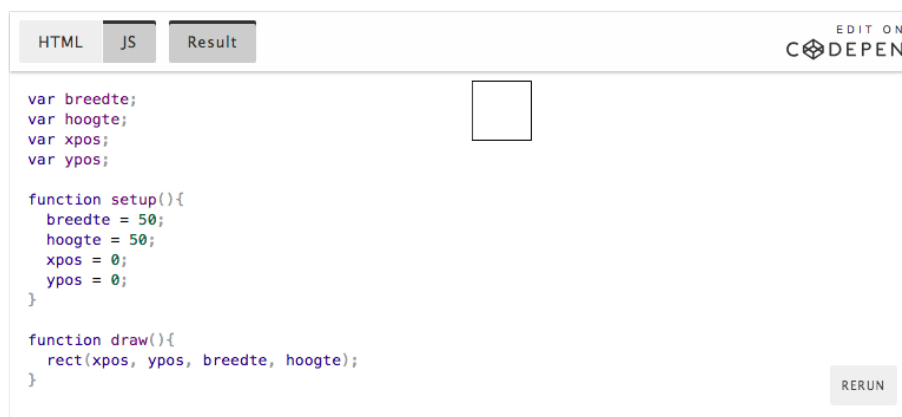 HTML JS Result
EDIT ON
CODEPEN
var breedte;
var hoogte;
var xpos;
var ypos;
function setup(){
breedte = 50;
hoogte = 50;
xpos = 0;
ypos = 0;
}
function draw(){
rect(xpos, ypos, breedte, hoogte);
}
RERUN